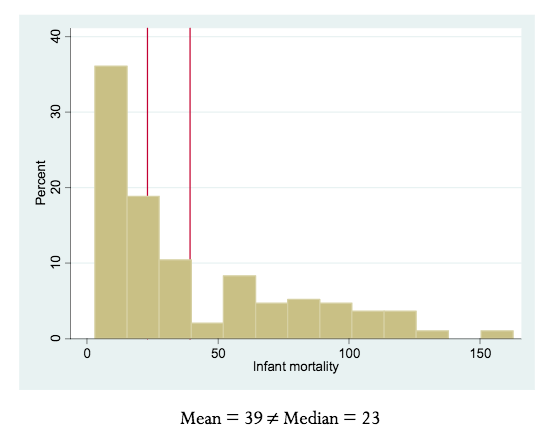 40
30
20
10
0
Percent
0 50 100 150
Infant mortality
Mean = 39 ≠ Median = 23